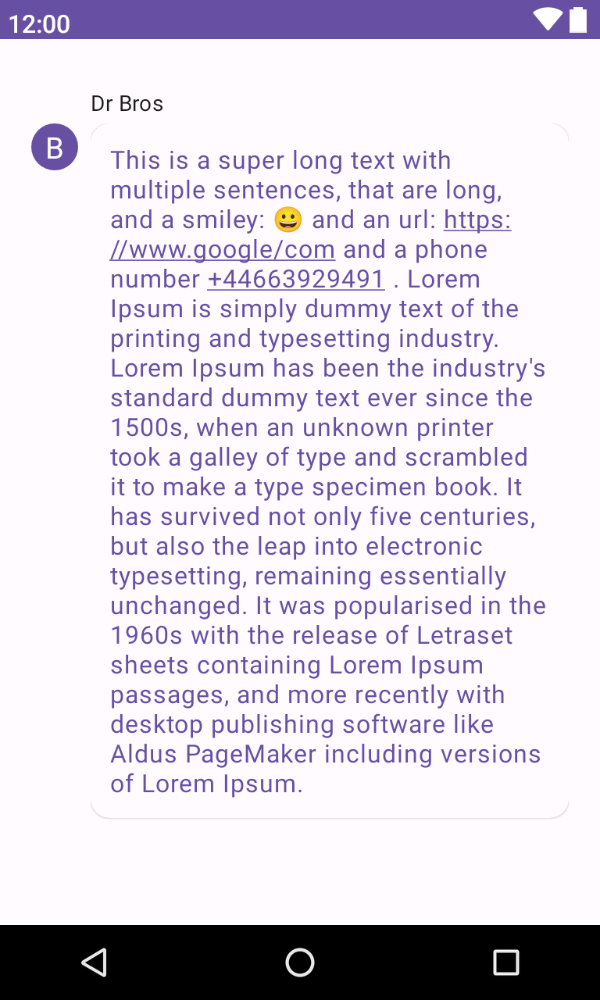 12:00
Dr Bros
B
This is a super long text with
multiple sentences, that are long,
and a smiley: 😀 and an url: https:
//www.google/com and a phone
number +44663929491 . Lorem
Ipsum is simply dummy text of the
printing and typesetting industry.
Lorem Ipsum has been the industry's
standard dummy text ever since the
1500s, when an unknown printer
took a galley of type and scrambled
it to make a type specimen book. It
has survived not only five centuries,
but also the leap into electronic
typesetting, remaining essentially
unchanged. It was popularised in the
1960s with the release of Letraset
sheets containing Lorem Ipsum
passages, and more recently with
desktop publishing software like
Aldus PageMaker including versions
of Lorem Ipsum.